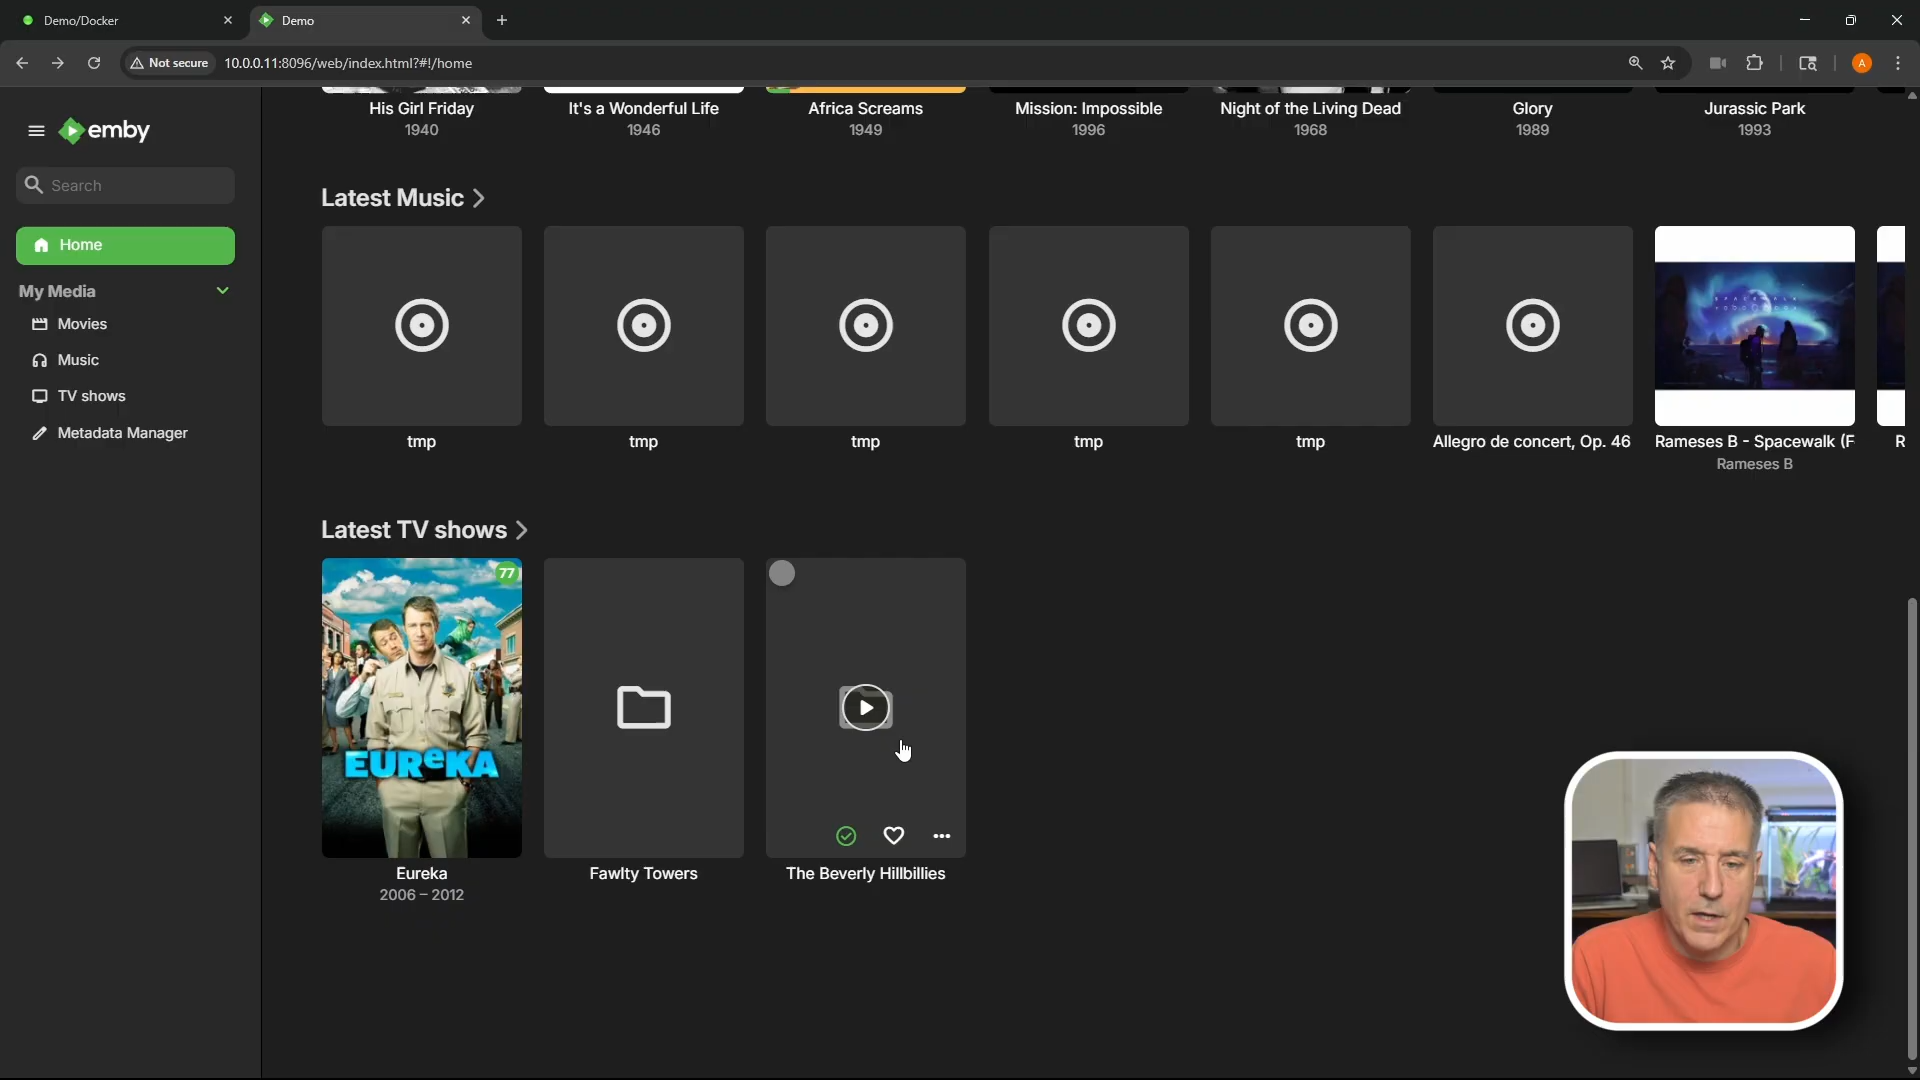 Demo/Docker
Demo
Not secure
10.0.0.11:8096/web/index.html?#!/home
A
emby
Search
Home
My Media
Movies
Music
TV shows
Metadata Manager
His Girl Friday
1940
It's a Wonderful Life
1946
Africa Screams
1949
Mission: Impossible
1996
Night of the Living Dead
1968
Glory
1989
Jurassic Park
1993
Latest Music
tmp
tmp
tmp
tmp
tmp
Allegro de concert, Op. 46
SPACEWALK
Rameses B - Spacewalk (F
Rameses B
R
Latest TV shows
77
EUReKA
Eureka
2006 – 2012
Fawlty Towers
The Beverly Hillbillies